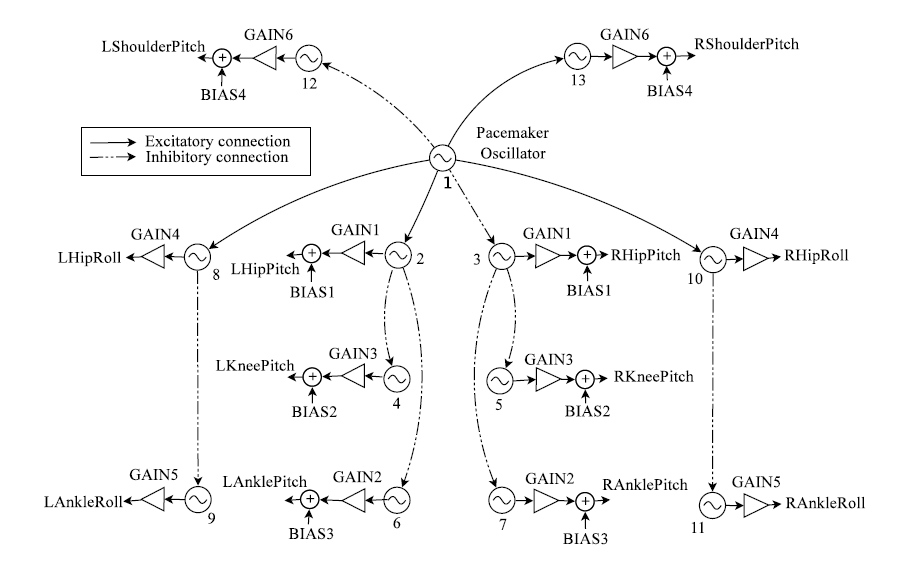 LShoulderPitch
GAIN6
12
BIAS4
GAIN6
RShoulderPitch
13
BIAS4
Excitatory connection
Inhibitory connection
Pacemaker
Oscillator
1
GAIN4
LHipRoll
8
GAIN1
LHipPitch
2
BIAS1
GAIN1
3
RHipPitch
BIAS1
GAIN4
RHipRoll
10
GAIN3
LKneePitch
4
BIAS2
GAIN3
RKneePitch
5
BIAS2
GAIN5
LAnkleRoll
9
LAnklePitch
GAIN2
6
BIAS3
GAIN2
RAnklePitch
7
BIAS3
GAIN5
RAnkleRoll
11